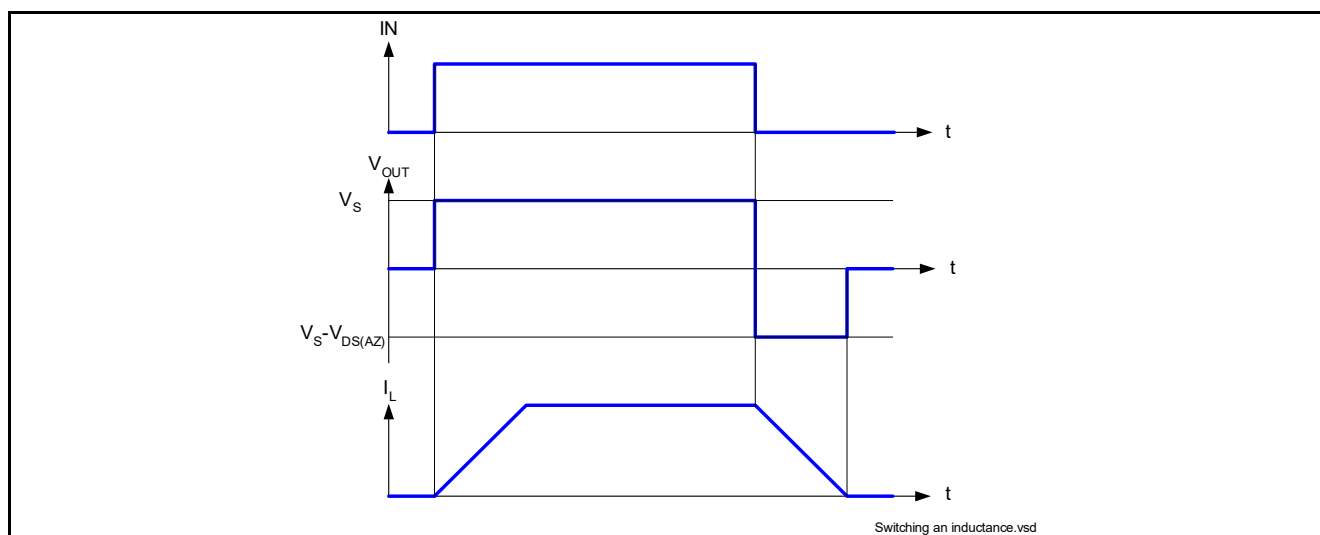 IN
t
V_OUT
V_S
t
V_S-V_DS(AZ)
I_L
t
Switching an inductance.vsd